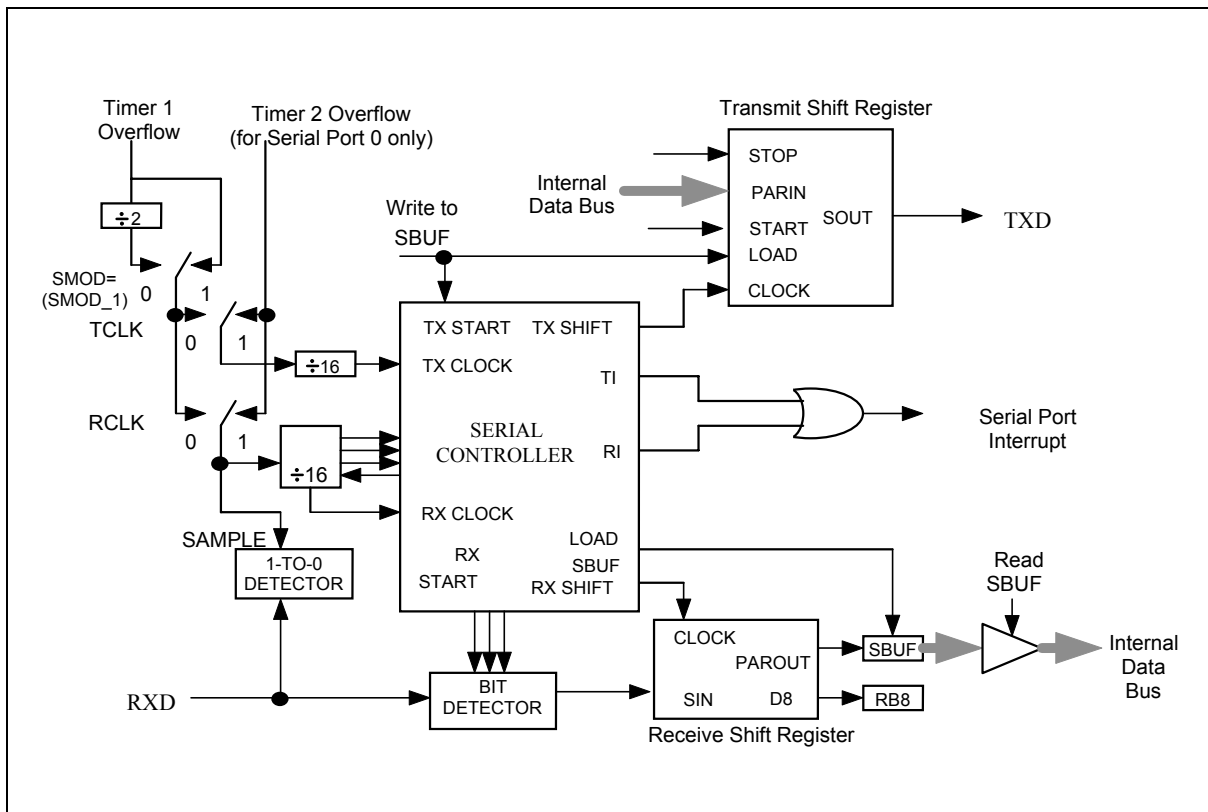 Timer 1
Overflow
Timer 2 Overflow
(for Serial Port 0 only)
÷2
SMOD=
(SMOD_1)
0
1
TCLK
0
1
÷16
RCLK
0
1
÷16
SAMPLE
1-TO-0
DETECTOR
RXD
Write to
SBUF
TX START
TX SHIFT
TX CLOCK
TI
SERIAL
CONTROLLER
RI
RX CLOCK
LOAD
SBUF
RX
START
RX SHIFT
BIT
DETECTOR
Transmit Shift Register
Internal
Data Bus
STOP
PARIN
START
SOUT
LOAD
CLOCK
TXD
Serial Port
Interrupt
CLOCK
PAROUT
SIN
D8
Receive Shift Register
SBUF
RB8
Read
SBUF
Internal
Data
Bus